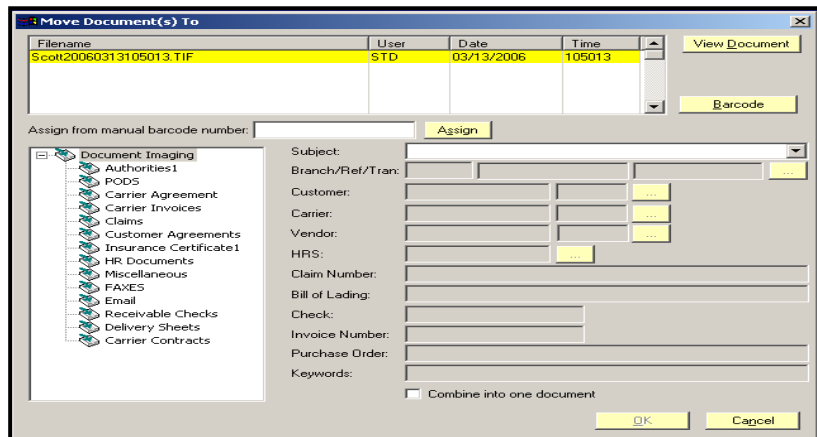 Move Document(s) To
Filename User Date Time
Scott20060313105013.TIF STD 03/13/2006 105013
View Document
Barcode
Assign from manual barcode number: Assign
Document Imaging
Authorities1
PODS
Carrier Agreement
Carrier Invoices
Claims
Customer Agreements
Insurance Certificate1
HR Documents
Miscellaneous
FAXES
Email
Receivable Checks
Delivery Sheets
Carrier Contracts
Subject:
Branch/Ref/Tran: ...
Customer: ...
Carrier: ...
Vendor: ...
HRS: ...
Claim Number:
Bill of Lading:
Check:
Invoice Number:
Purchase Order:
Keywords:
Combine into one document
OK Cancel